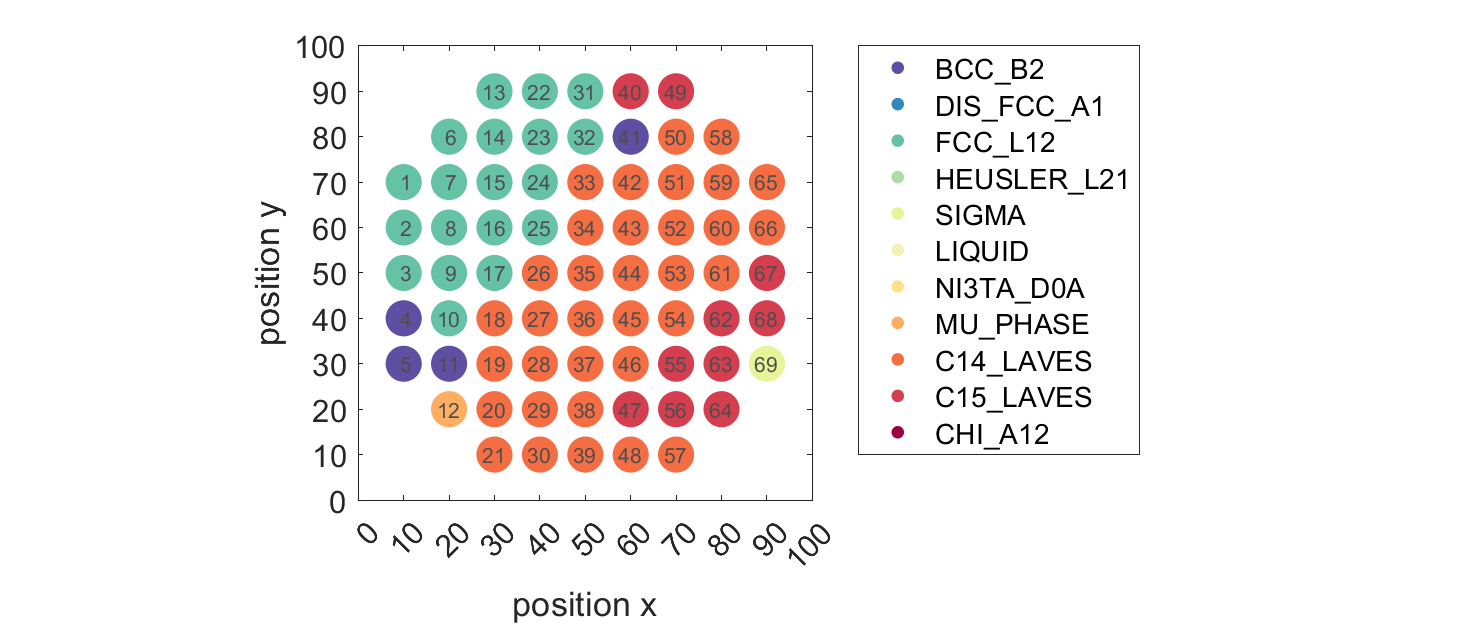 100
90
80
70
60
50
40
30
20
10
0
13 22 31 40 49
6 14 23 32 41 50 58
1 7 15 24 33 42 51 59 65
2 8 16 25 34 43 52 60 66
3 9 17 26 35 44 53 61 67
4 10 18 27 36 45 54 62 68
5 11 19 28 37 46 55 63 69
12 20 29 38 47 56 64
21 30 39 48 57
0 10 20 30 40 50 60 70 80 90 100
position x
position y
BCC_B2
DIS_FCC_A1
FCC_L12
HEUSLER_L21
SIGMA
LIQUID
NI3TA_D0A
MU_PHASE
C14_LAVES
C15_LAVES
CHI_A12